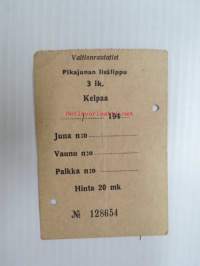 Valtionrautatiet
Pikajunan lisälippu
3 lk.
Kelpaa
/ 194
Juna n:o
Vaunu n:o
Paikka n:o
Hinta 20 mk
№ 128654